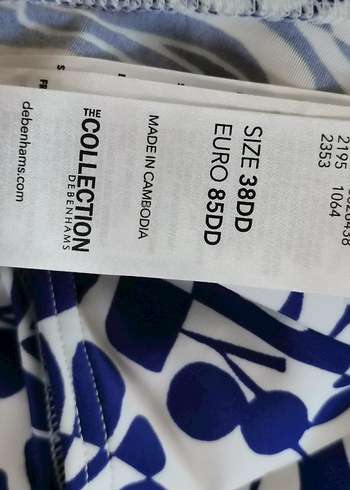 2195 1064
2353
SIZE 38DD
EURO 85DD
MADE IN CAMBODIA
THE
COLLECTION
DEBENHAMS
debenhams.com